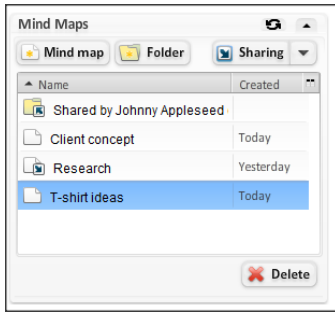 Mind Maps
Mind map Folder Sharing
Name Created
Shared by Johnny Appleseed
Client concept Today
Research Yesterday
T-shirt ideas Today
Delete